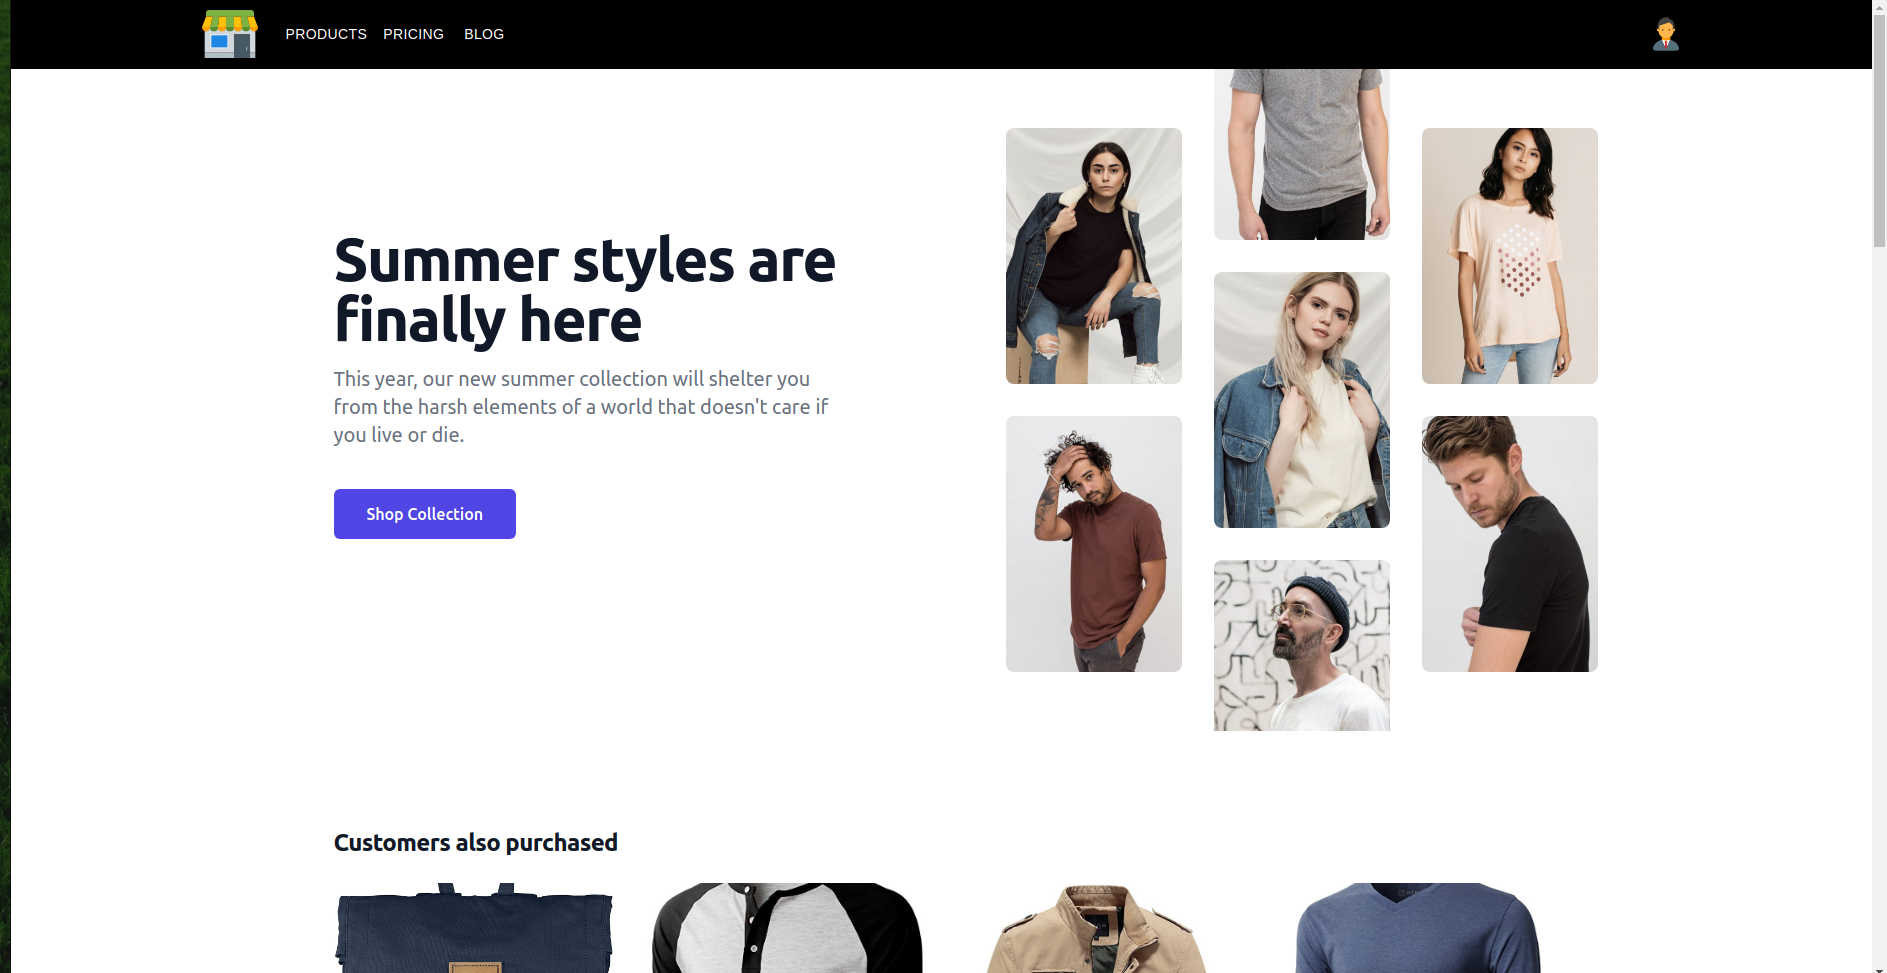 PRODUCTS PRICING BLOG
Summer styles are
finally here
This year, our new summer collection will shelter you
from the harsh elements of a world that doesn't care if
you live or die.
Shop Collection
Customers also purchased